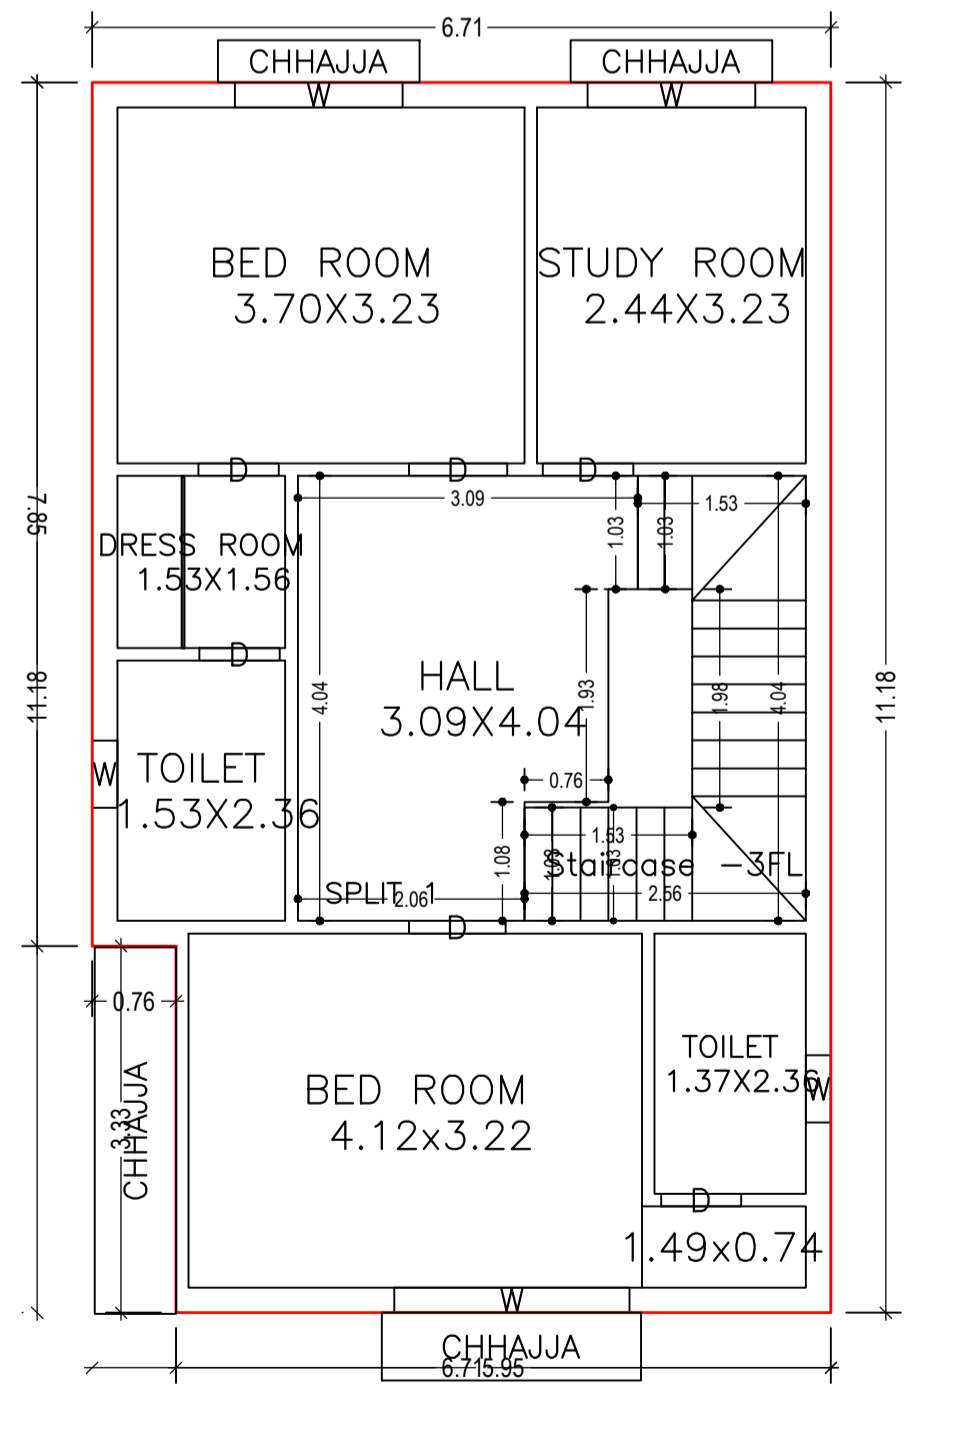 6.71
CHHAJJA
CHHAJJA
W
W
BED ROOM
3.70X3.23
STUDY ROOM
2.44X3.23
D
D
D
3.09
1.53
1.03
1.03
7.85
DRESS ROOM
1.53X1.56
D
HALL
3.09X4.04
4.04
1.93
1.98
4.04
11.18
11.18
W
TOILET
1.53X2.36
0.76
1.53
1.08
1.03
Staircase -3FL
2.56
SPLIT 1
2.06
D
0.76
CHHAJJA
3.33
BED ROOM
4.12x3.22
TOILET
1.37X2.36
W
D
1.49x0.74
W
CHHAJJA
6.71
5.95